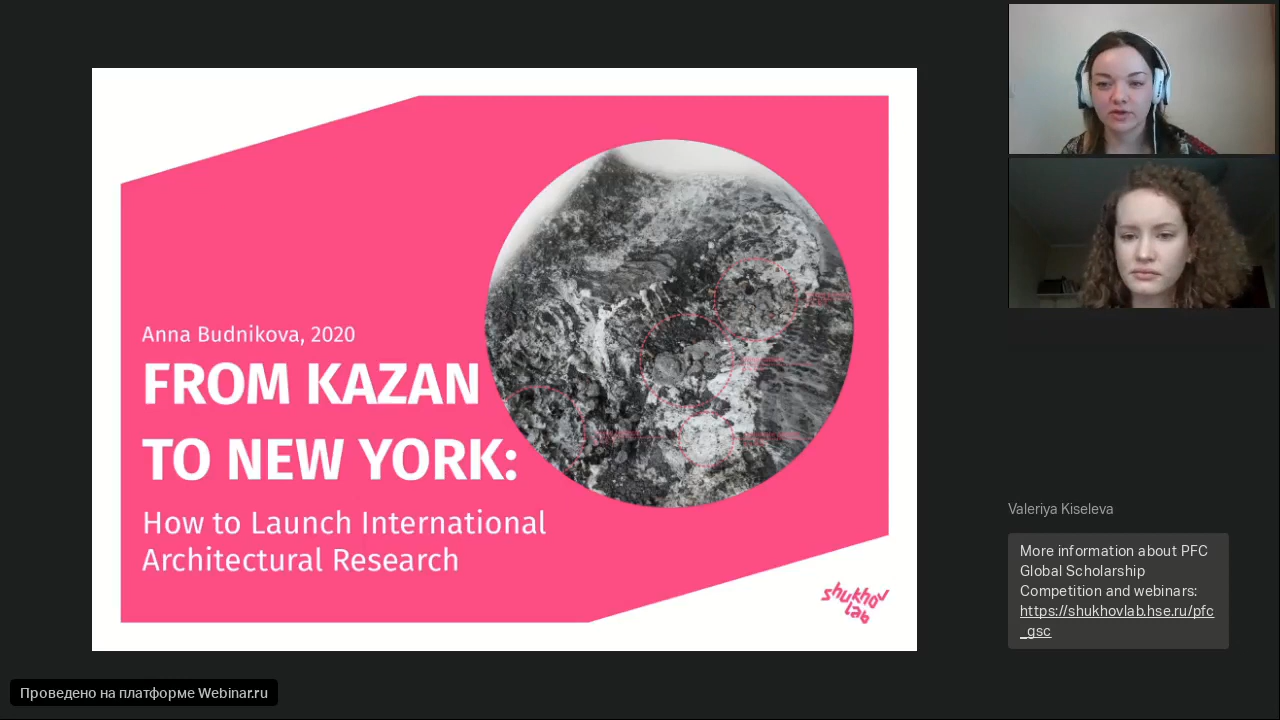 Anna Budnikova, 2020
FROM KAZAN
TO NEW YORK:
How to Launch International
Architectural Research
shukhov
lab
Valeriya Kiseleva
More information about PFC
Global Scholarship
Competition and webinars:
https://shukhovlab.hse.ru/pfc
_gsc
Проведено на платформе Webinar.ru